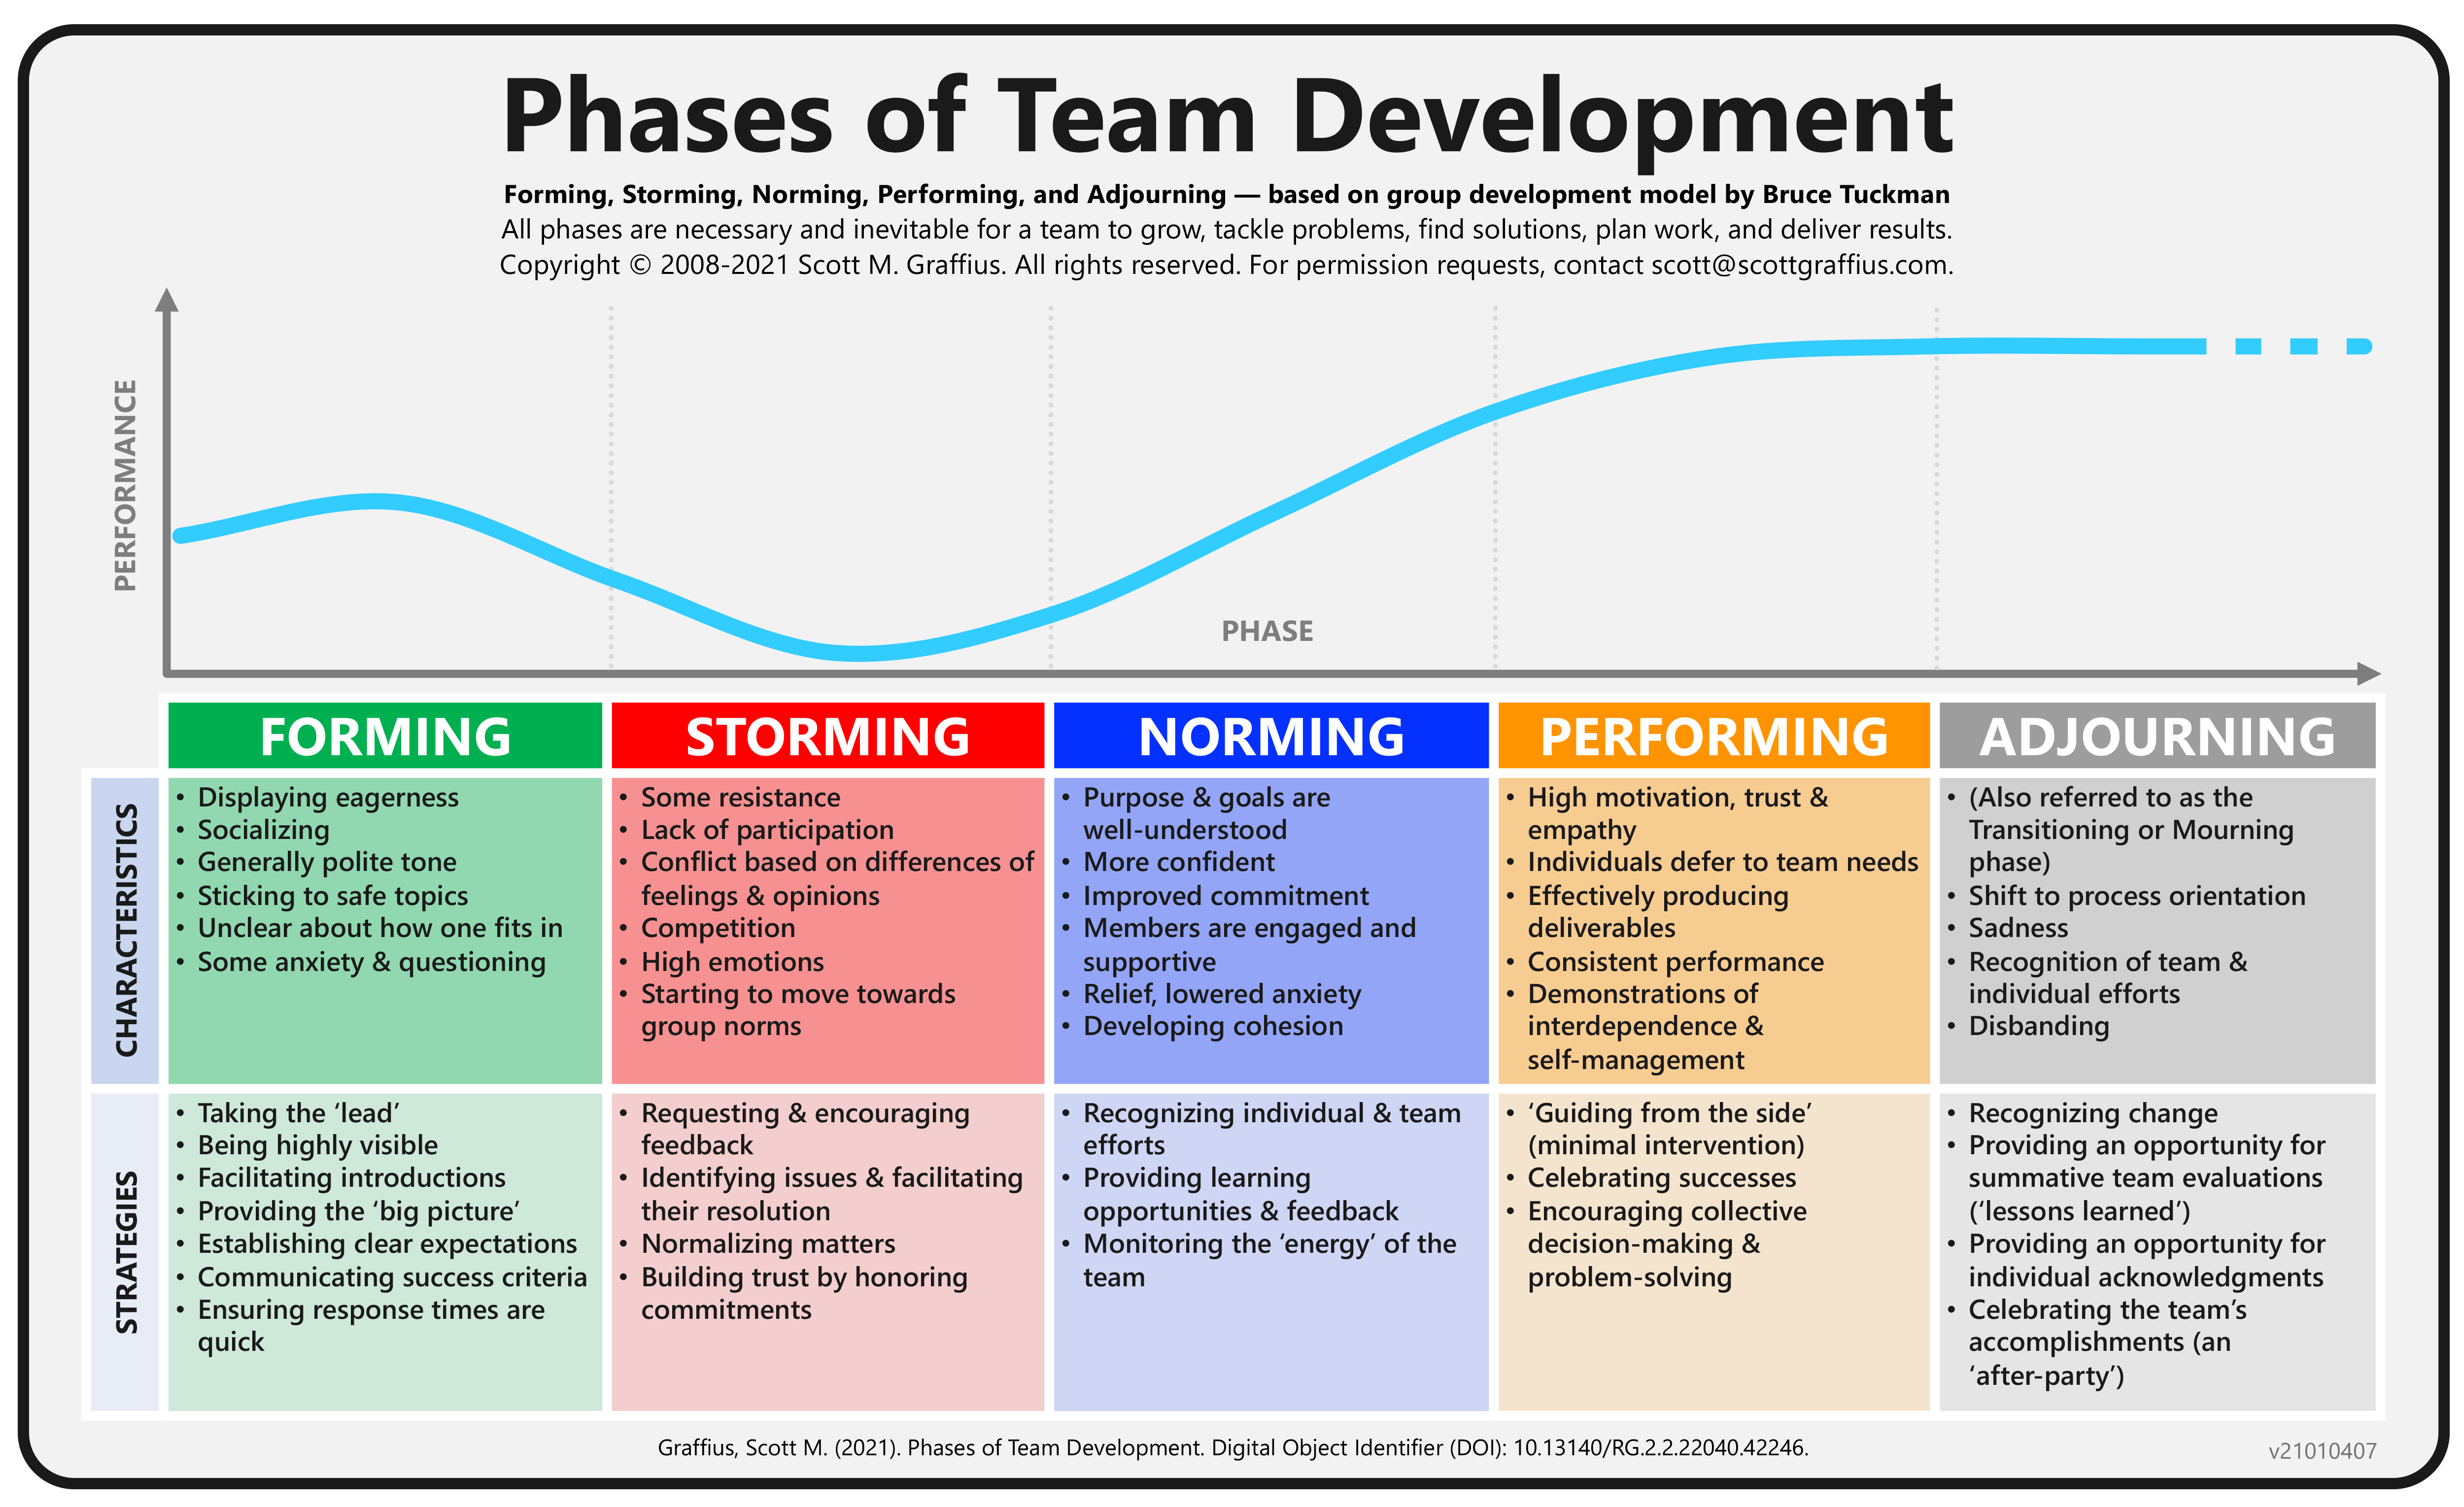 Phases of Team Development
Forming, Storming, Norming, Performing, and Adjourning — based on group development model by Bruce Tuckman
All phases are necessary and inevitable for a team to grow, tackle problems, find solutions, plan work, and deliver results.
Copyright © 2008-2021 Scott M. Graffius. All rights reserved. For permission requests, contact scott@scottgraffius.com.
PERFORMANCE
PHASE
FORMING
STORMING
NORMING
PERFORMING
ADJOURNING
CHARACTERISTICS
• Displaying eagerness
• Socializing
• Generally polite tone
• Sticking to safe topics
• Unclear about how one fits in
• Some anxiety & questioning
• Some resistance
• Lack of participation
• Conflict based on differences of
feelings & opinions
• Competition
• High emotions
• Starting to move towards
group norms
• Purpose & goals are
well-understood
• More confident
• Improved commitment
• Members are engaged and
supportive
• Relief, lowered anxiety
• Developing cohesion
• High motivation, trust &
empathy
• Individuals defer to team needs
• Effectively producing
deliverables
• Consistent performance
• Demonstrations of
interdependence &
self-management
• (Also referred to as the
Transitioning or Mourning
phase)
• Shift to process orientation
• Sadness
• Recognition of team &
individual efforts
• Disbanding
STRATEGIES
• Taking the ‘lead’
• Being highly visible
• Facilitating introductions
• Providing the ‘big picture’
• Establishing clear expectations
• Communicating success criteria
• Ensuring response times are
quick
• Requesting & encouraging
feedback
• Identifying issues & facilitating
their resolution
• Normalizing matters
• Building trust by honoring
commitments
• Recognizing individual & team
efforts
• Providing learning
opportunities & feedback
• Monitoring the ‘energy’ of the
team
• ‘Guiding from the side’
(minimal intervention)
• Celebrating successes
• Encouraging collective
decision-making &
problem-solving
• Recognizing change
• Providing an opportunity for
summative team evaluations
(‘lessons learned’)
• Providing an opportunity for
individual acknowledgments
• Celebrating the team’s
accomplishments (an
‘after-party’)
Graffius, Scott M. (2021). Phases of Team Development. Digital Object Identifier (DOI): 10.13140/RG.2.2.22040.42246.
v21010407